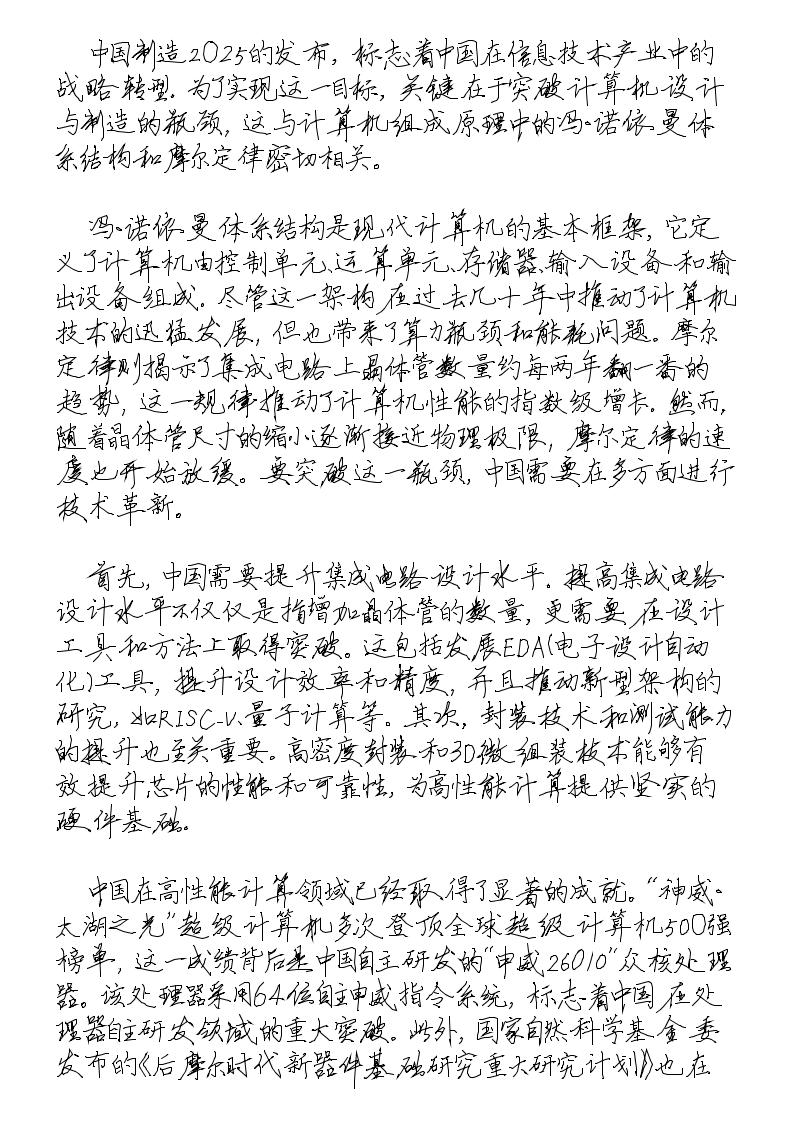 中国制造2025的发布，标志着中国在信息技术产业中的
战略转型。为了实现这一目标，关键在于突破计算机设计
与制造的瓶颈，这与计算机组成原理中的冯·诺依曼体
系结构和摩尔定律密切相关。
冯·诺依曼体系结构是现代计算机的基本框架，它定
义了计算机由控制单元、运算单元、存储器、输入设备和输
出设备组成。尽管这一架构在过去几十年中推动了计算机
技术的迅猛发展，但也带来了算力瓶颈和能耗问题。摩尔
定律则揭示了集成电路上晶体管数量约每两年翻一番的
趋势，这一规律推动了计算机性能的指数级增长。然而，
随着晶体管尺寸的缩小逐渐接近物理极限，摩尔定律的速
度也开始放缓。要突破这一瓶颈，中国需要在多方面进行
技术革新。
首先，中国需要提升集成电路设计水平。提高集成电路
设计水平不仅仅是指增加晶体管的数量，更需要在设计
工具和方法上取得突破。这包括发展EDA(电子设计自动
化)工具，提升设计效率和精度，并且推动新型架构的
研究，如RISC-V、量子计算等。其次，封装技术和测试能力
的提升也至关重要。高密度封装和3D微组装技术能够有
效提升芯片的性能和可靠性，为高性能计算提供坚实的
硬件基础。
中国在高性能计算领域已经取得了显著的成就。“神威·
太湖之光”超级计算机多次登顶全球超级计算机500强
榜单，这一成绩背后是中国自主研发的“申威26010”众核处理
器。该处理器采用64位自主申威指令系统，标志着中国在处
理器自主研发领域的重大突破。此外，国家自然科学基金委
发布的《后摩尔时代新器件基础研究重大研究计划》也在